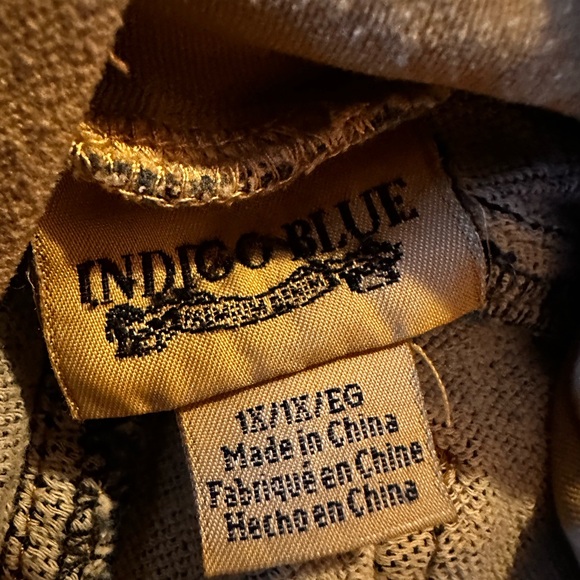 INDIGO BLUE
1X/1X/EG
Made in China
Fabriqué en Chine
Hecho en China